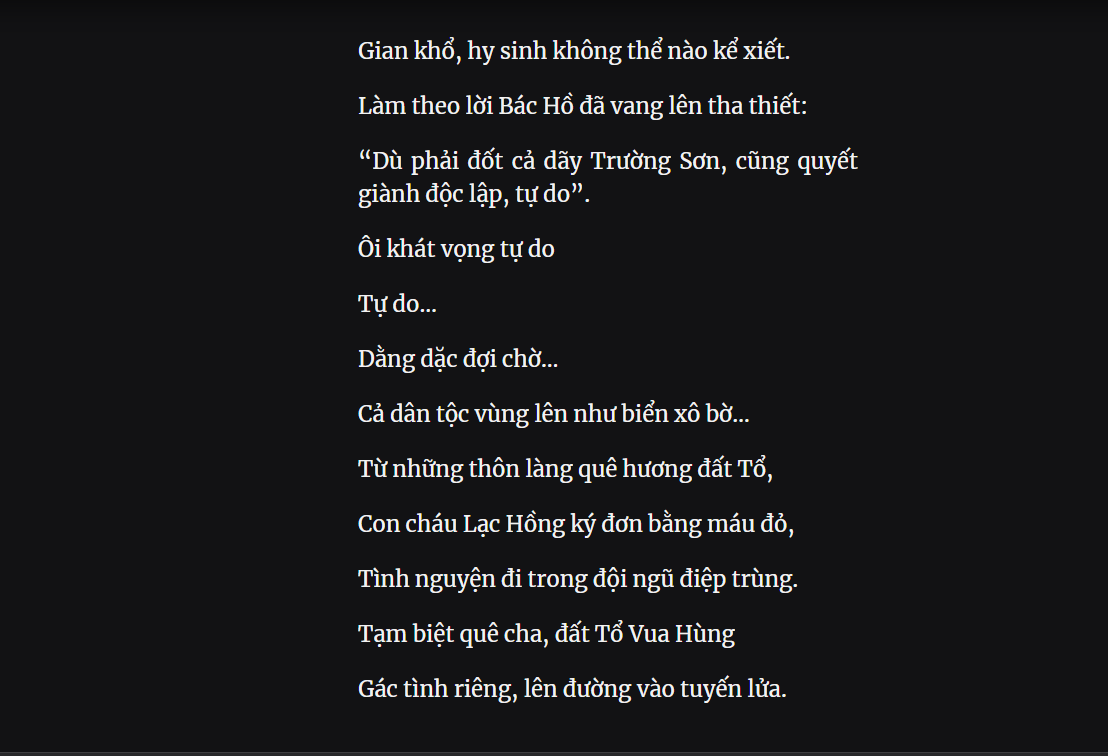 Gian khổ, hy sinh không thể nào kể xiết.
Làm theo lời Bác Hồ đã vang lên tha thiết:
“Dù phải đốt cả dãy Trường Sơn, cũng quyết
giành độc lập, tự do”.
Ôi khát vọng tự do
Tự do...
Dằng dặc đợi chờ...
Cả dân tộc vùng lên như biển xô bờ...
Từ những thôn làng quê hương đất Tổ,
Con cháu Lạc Hồng ký đơn bằng máu đỏ,
Tình nguyện đi trong đội ngũ điệp trùng.
Tạm biệt quê cha, đất Tổ Vua Hùng
Gác tình riêng, lên đường vào tuyến lửa.